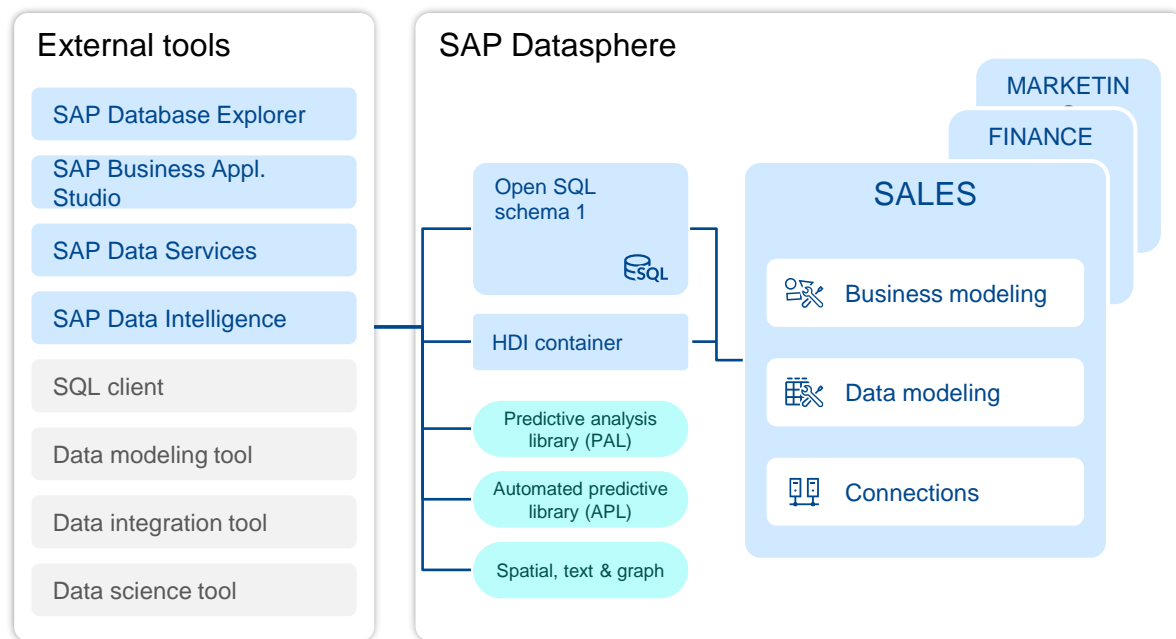 External tools
SAP Database Explorer
SAP Business Appl.
Studio
SAP Data Services
SAP Data Intelligence
SQL client
Data modeling tool
Data integration tool
Data science tool
SAP Datasphere
Open SQL
schema 1
SQL
HDI container
Predictive analysis
library (PAL)
Automated predictive
library (APL)
Spatial, text & graph
MARKETIN
FINANCE
SALES
Business modeling
Data modeling
Connections